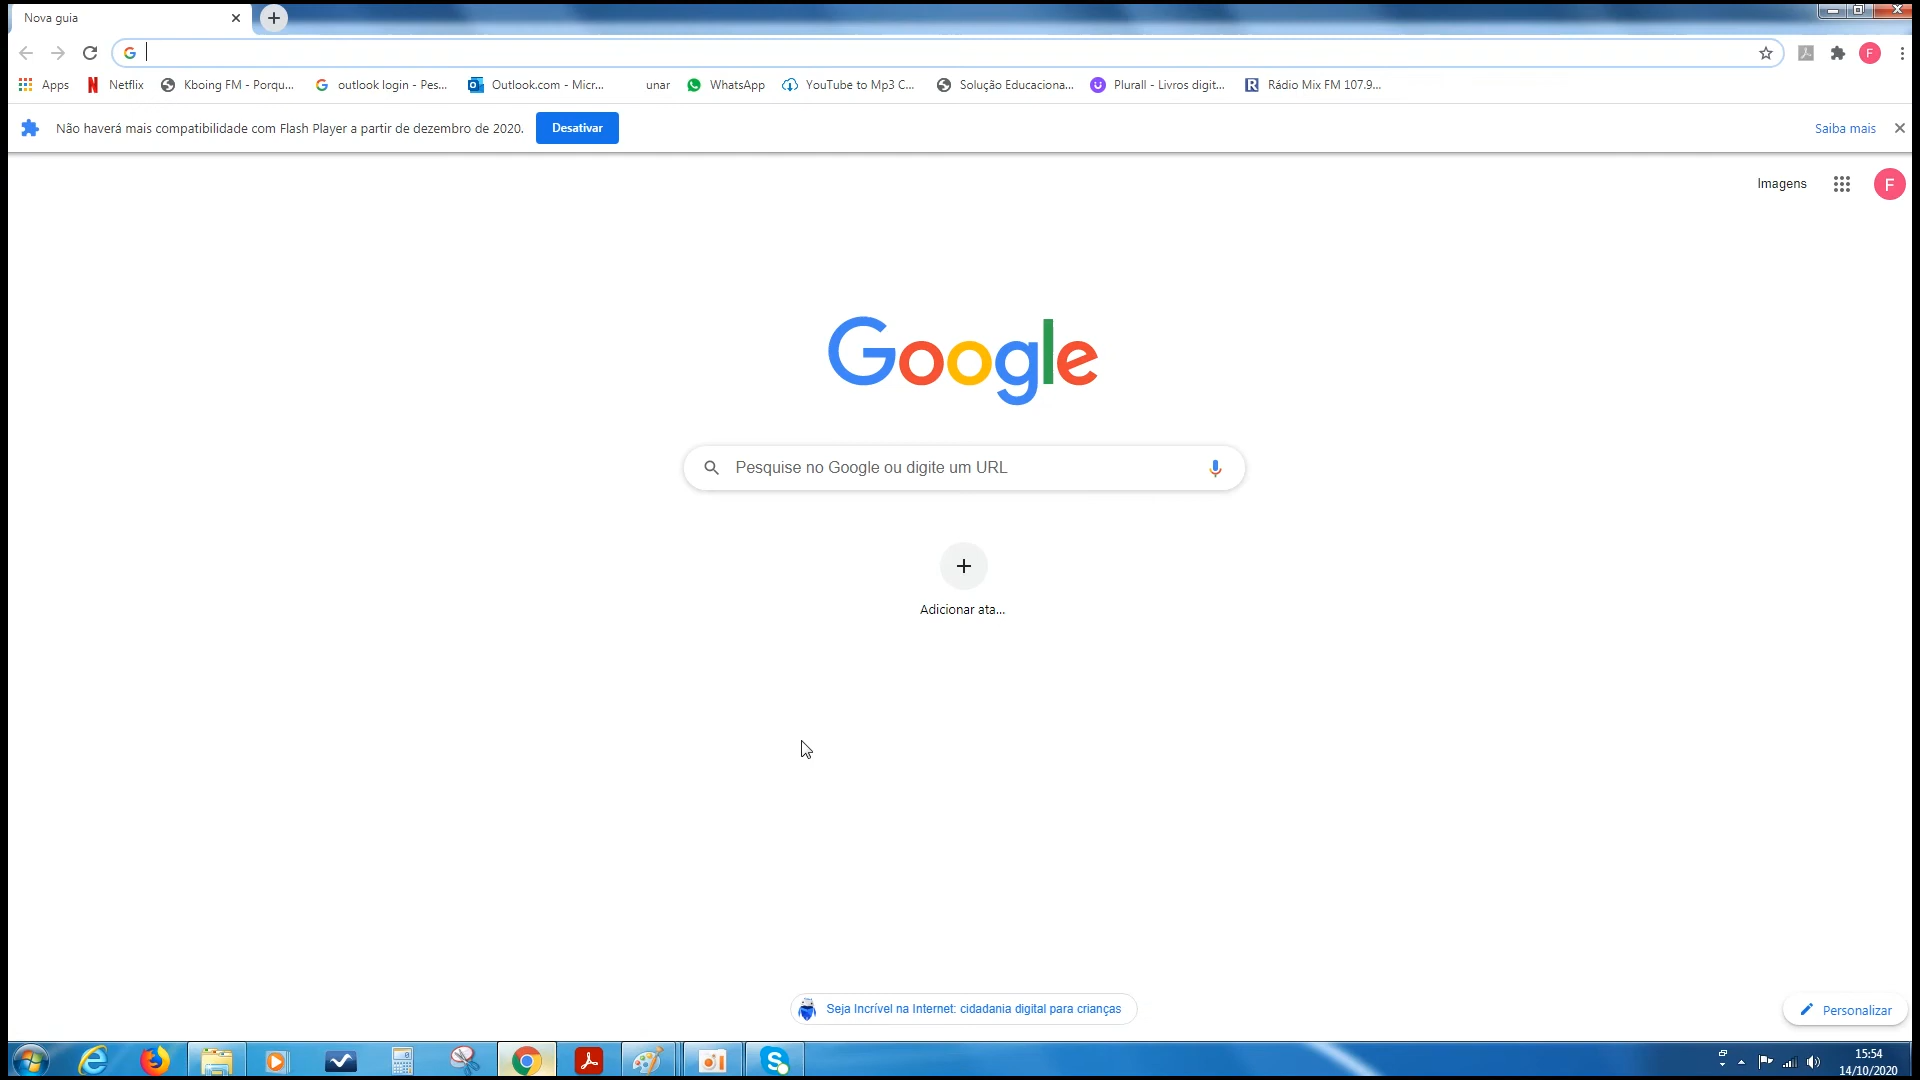 Nova guia
Apps Netflix Kboing FM - Porqu... outlook login - Pes... Outlook.com - Micr... unar WhatsApp YouTube to Mp3 C... Solução Educaciona... Plurall - Livros digit... Rádio Mix FM 107.9...
Não haverá mais compatibilidade com Flash Player a partir de dezembro de 2020. Desativar Saiba mais
Imagens F
Google
Pesquise no Google ou digite um URL
Adicionar ata...
Seja Incrível na Internet: cidadania digital para crianças
Personalizar
15:54
14/10/2020